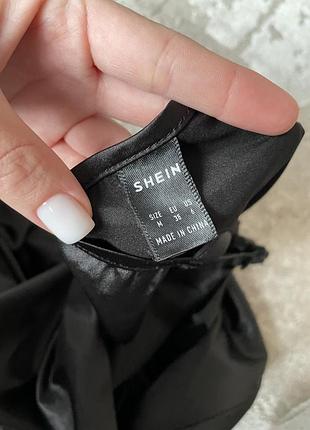 SHEIN
SIZE EU US
M 38 6
MADE IN CHINA